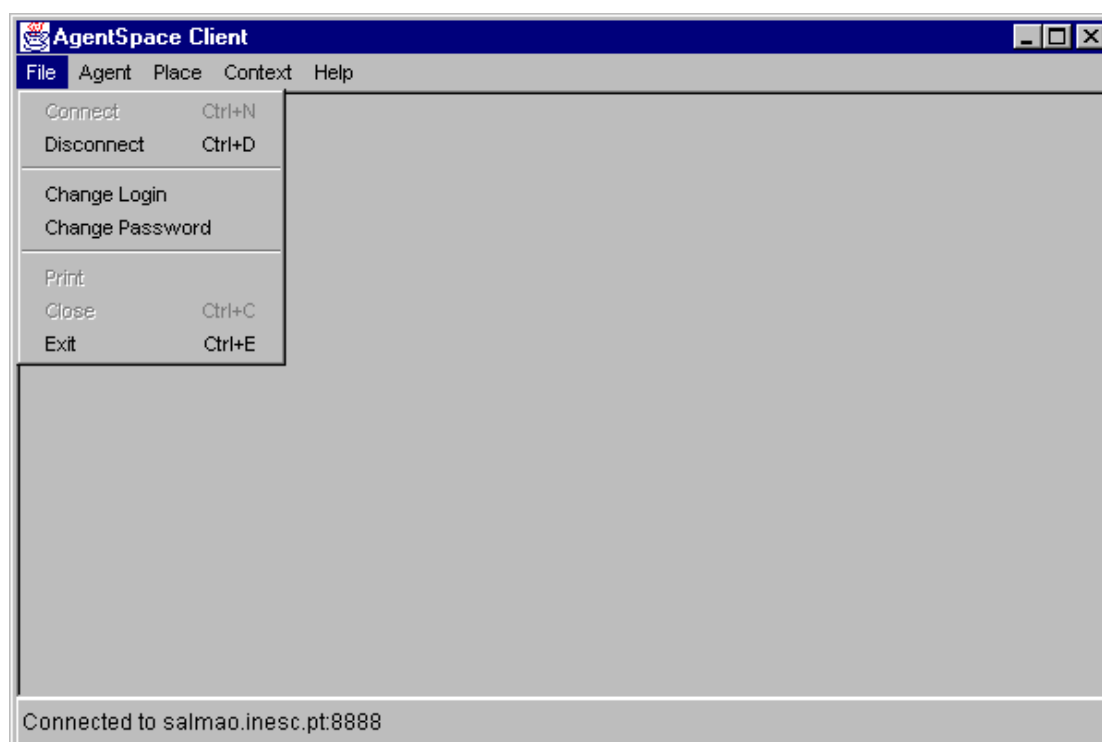 AgentSpace Client
File Agent Place Context Help
Connect Ctrl+N
Disconnect Ctrl+D
Change Login
Change Password
Print
Close Ctrl+C
Exit Ctrl+E
Connected to salmao.inesc.pt:8888